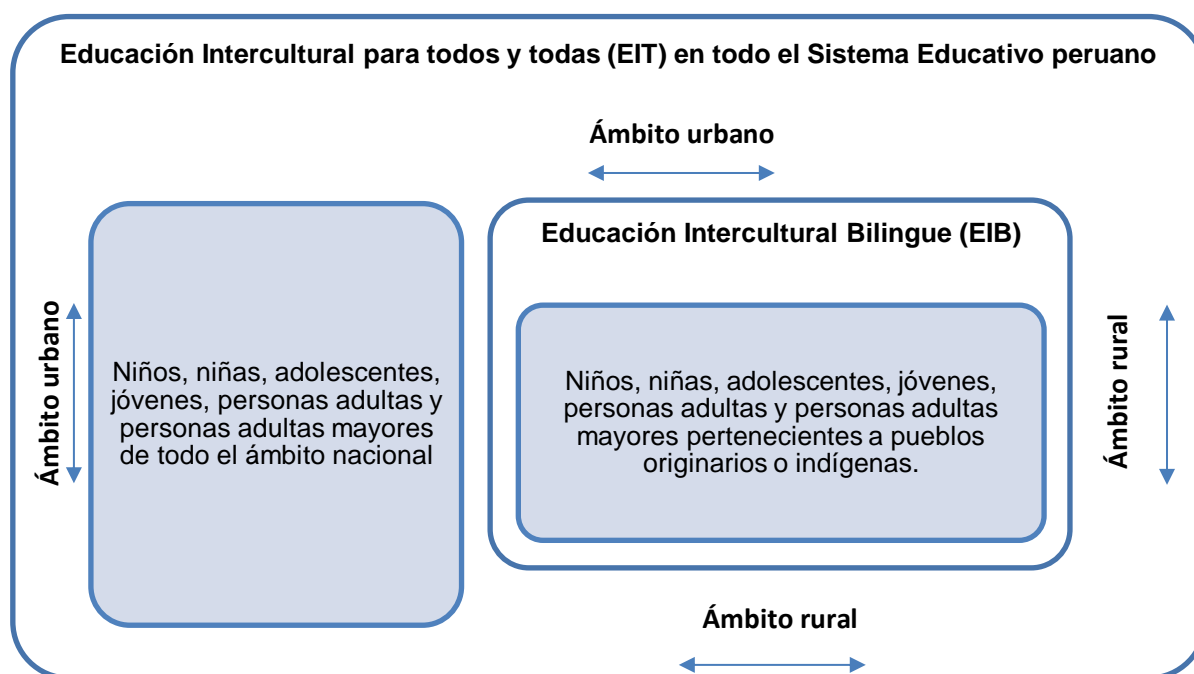 Educación Intercultural para todos y todas (EIT) en todo el Sistema Educativo peruano
Ámbito urbano
Educación Intercultural Bilingue (EIB)
Ámbito urbano
Niños, niñas, adolescentes,
jóvenes, personas adultas y
personas adultas mayores
de todo el ámbito nacional
Niños, niñas, adolescentes, jóvenes,
personas adultas y personas adultas
mayores pertenecientes a pueblos
originarios o indígenas.
Ámbito rural
Ámbito rural